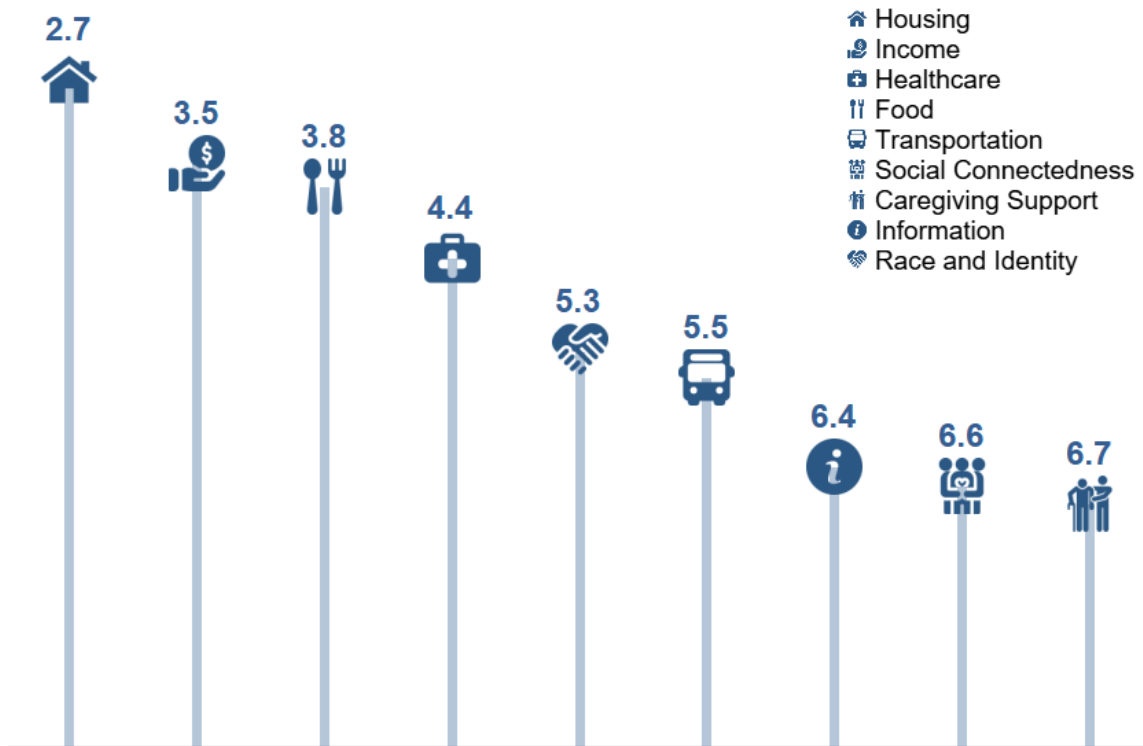 2.7
3.5
3.8
4.4
5.3
5.5
6.4
6.6
6.7
Housing
Income
Healthcare
Food
Transportation
Social Connectedness
Caregiving Support
Information
Race and Identity